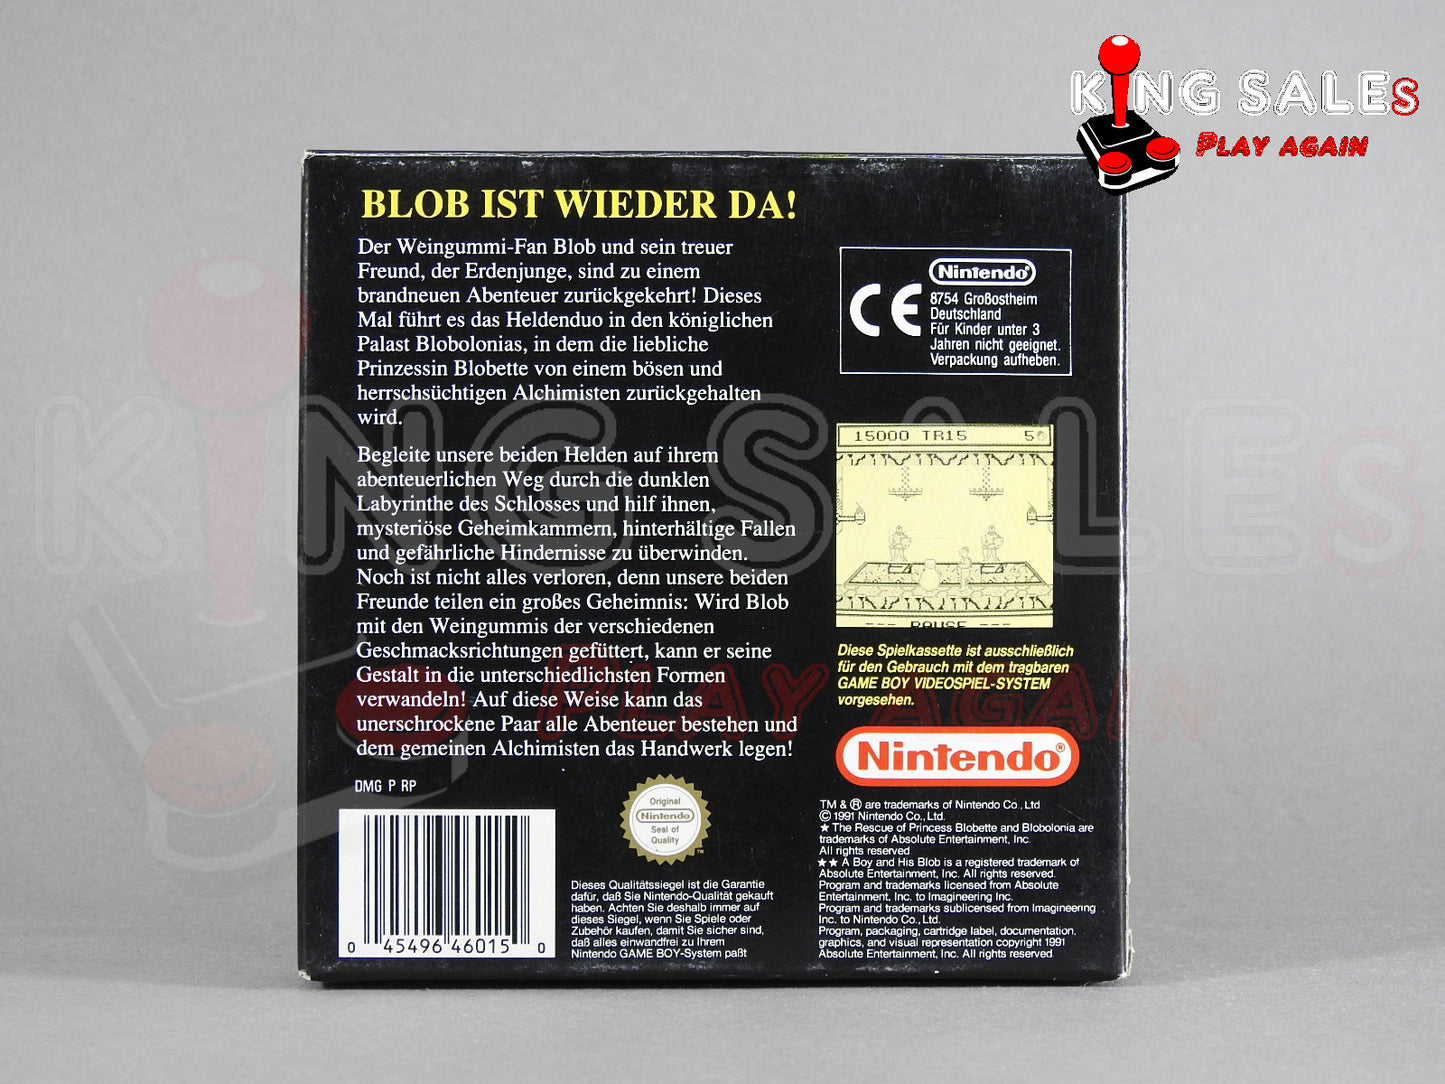 KING SALES
PLAY AGAIN
BLOB IST WIEDER DA!
Der Weingummi-Fan Blob und sein treuer
Freund, der Erdenjunge, sind zu einem
brandneuen Abenteuer zurückgekehrt! Dieses
Mal führt es das Heldenduo in den königlichen
Palast Blobolonias, in dem die liebliche
Prinzessin Blobette von einem bösen und
herrschsüchtigen Alchimisten zurückgehalten
wird.
Begleite unsere beiden Helden auf ihrem
abenteuerlichen Weg durch die dunklen
Labyrinthe des Schlosses und hilf ihnen,
mysteriöse Geheimkammern, hinterhältige Fallen
und gefährliche Hindernisse zu überwinden.
Noch ist nicht alles verloren, denn unsere beiden
Freunde teilen ein großes Geheimnis: Wird Blob
mit den Weingummis der verschiedenen
Geschmacksrichtungen gefüttert, kann er seine
Gestalt in die unterschiedlichsten Formen
verwandeln! Auf diese Weise kann das
unerschrockene Paar alle Abenteuer bestehen und
dem gemeinen Alchimisten das Handwerk legen!
DMG P RP
0 45496 46015 0
Original
Nintendo
Seal of
Quality
TM
Dieses Qualitätssiegel ist die Garantie
dafür, daß Sie Nintendo-Qualität gekauft
haben. Achten Sie deshalb immer auf
dieses Siegel, wenn Sie Spiele oder
Zubehör kaufen, damit Sie sicher sind,
daß alles einwandfrei zu Ihrem
Nintendo GAME BOY-System paßt
CE
Nintendo®
8754 Großostheim
Deutschland
Für Kinder unter 3
Jahren nicht geeignet.
Verpackung aufheben.
15000 TR15 5
--- PAUSE ---
Diese Spielkassette ist ausschließlich
für den Gebrauch mit dem tragbaren
GAME BOY VIDEOSPIEL-SYSTEM
vorgesehen.
Nintendo®
TM & ® are trademarks of Nintendo Co., Ltd
© 1991 Nintendo Co., Ltd.
★ The Rescue of Princess Blobette and Blobolonia are
trademarks of Absolute Entertainment, Inc.
All rights reserved
★★ A Boy and His Blob is a registered trademark of
Absolute Entertainment, Inc. All rights reserved.
Program and trademarks licensed from Absolute
Entertainment, Inc. to Imagineering Inc.
Program and trademarks sublicensed from Imagineering
Inc. to Nintendo Co., Ltd.
Program, packaging, cartridge label, documentation.
graphics, and visual representation copyright 1991
Absolute Entertainment, Inc. All rights reserved.
KING SALES
PLAY AGAIN